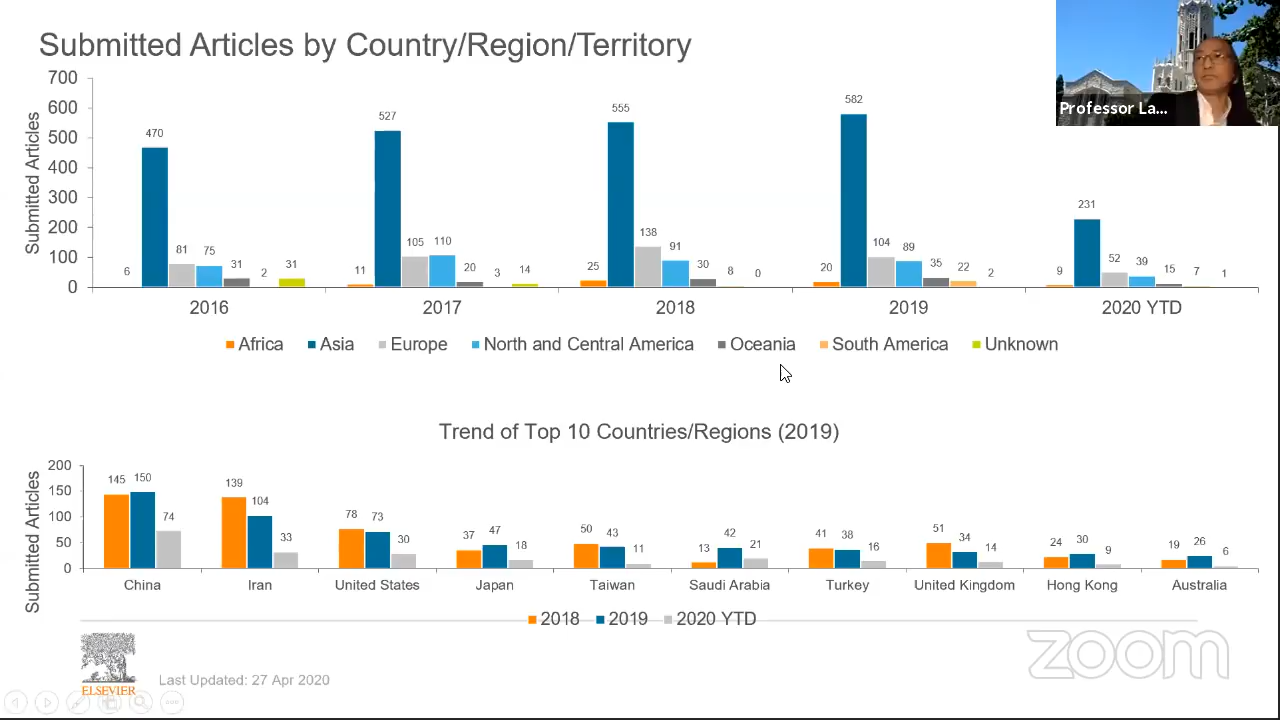 Submitted Articles by Country/Region/Territory
Professor La...
Submitted Articles
700
600
500
400
300
200
100
0
6 470 81 75 31 2 31
11 527 105 110 20 3 14
25 555 138 91 30 8 0
20 582 104 89 35 22 2
9 231 52 39 15 7 1
2016 2017 2018 2019 2020 YTD
Africa Asia Europe North and Central America Oceania South America Unknown
Trend of Top 10 Countries/Regions (2019)
Submitted Articles
200
150
100
50
0
145 150 74
139 104 33
78 73 30
37 47 18
50 43 11
13 42 21
41 38 16
51 34 14
24 30 9
19 26 6
China Iran United States Japan Taiwan Saudi Arabia Turkey United Kingdom Hong Kong Australia
2018 2019 2020 YTD
ELSEVIER
Last Updated: 27 Apr 2020
zoom